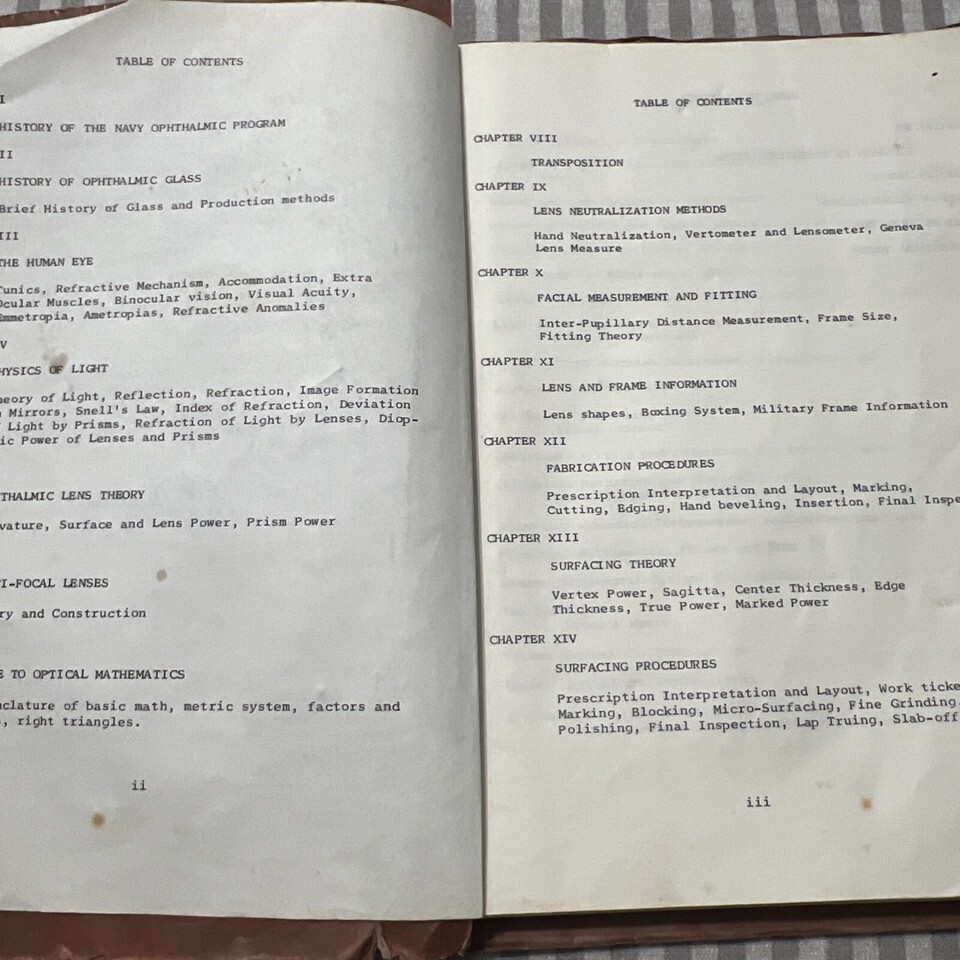 TABLE OF CONTENTS
I
HISTORY OF THE NAVY OPHTHALMIC PROGRAM
II
HISTORY OF OPHTHALMIC GLASS
Brief History of Glass and Production methods
III
THE HUMAN EYE
Tunics, Refractive Mechanism, Accommodation, Extra
Ocular Muscles, Binocular vision, Visual Acuity,
Emmetropia, Ametropias, Refractive Anomalies
V
HYSICS OF LIGHT
eory of Light, Reflection, Refraction, Image Formation
Mirrors, Snell's Law, Index of Refraction, Deviation
Light by Prisms, Refraction of Light by Lenses, Diop-
ic Power of Lenses and Prisms
THALMIC LENS THEORY
vature, Surface and Lens Power, Prism Power
I-FOCAL LENSES
ry and Construction
E TO OPTICAL MATHEMATICS
clature of basic math, metric system, factors and
, right triangles.
ii
TABLE OF CONTENTS
CHAPTER VIII
TRANSPOSITION
CHAPTER IX
LENS NEUTRALIZATION METHODS
Hand Neutralization, Vertometer and Lensometer, Geneva
Lens Measure
CHAPTER X
FACIAL MEASUREMENT AND FITTING
Inter-Pupillary Distance Measurement, Frame Size,
Fitting Theory
CHAPTER XI
LENS AND FRAME INFORMATION
Lens shapes, Boxing System, Military Frame Information
CHAPTER XII
FABRICATION PROCEDURES
Prescription Interpretation and Layout, Marking,
Cutting, Edging, Hand beveling, Insertion, Final Inspe
CHAPTER XIII
SURFACING THEORY
Vertex Power, Sagitta, Center Thickness, Edge
Thickness, True Power, Marked Power
CHAPTER XIV
SURFACING PROCEDURES
Prescription Interpretation and Layout, Work ticke
Marking, Blocking, Micro-Surfacing, Fine Grinding,
Polishing, Final Inspection, Lap Truing, Slab-off
iii